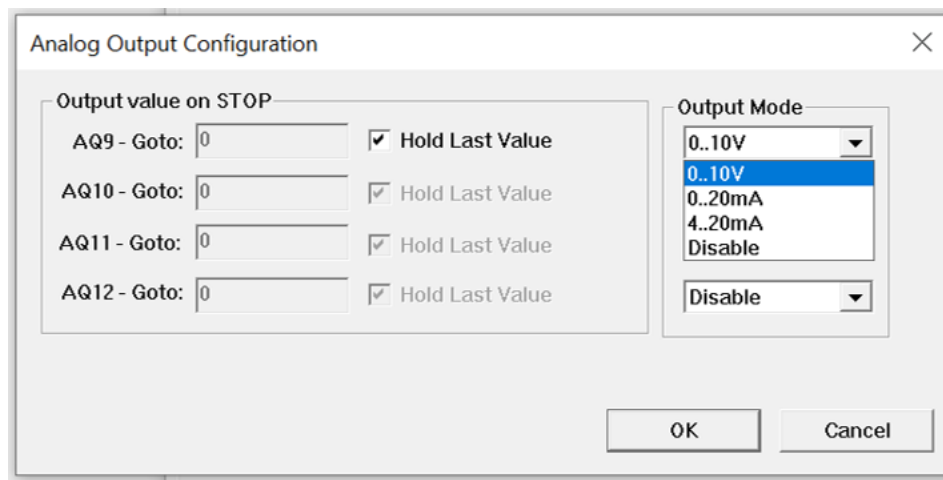 Analog Output Configuration
Output value on STOP
AQ9 - Goto: 0 Hold Last Value
AQ10 - Goto: 0 Hold Last Value
AQ11 - Goto: 0 Hold Last Value
AQ12 - Goto: 0 Hold Last Value
Output Mode
0..10V
0..10V
0..20mA
4..20mA
Disable
Disable
OK Cancel